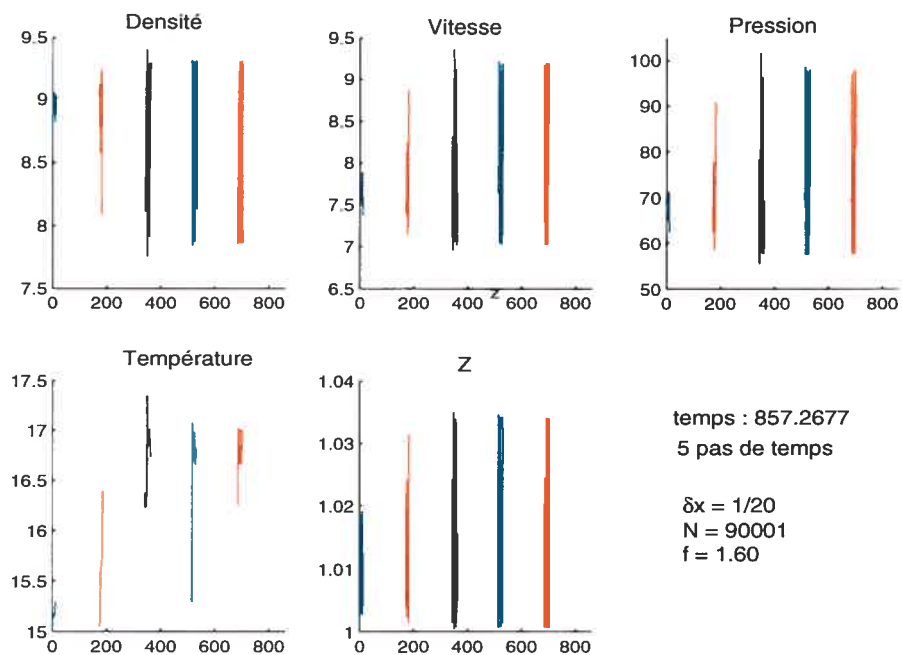 Densité
Vitesse
Pression
9.5
9
8.5
8
7.5
0 200 400 600 800
9.5
9
8.5
8
7.5
7
6.5
0 200 400 600 800
z
100
90
80
70
60
50
0 200 400 600 800
Température
Z
17.5
17
16.5
16
15.5
15
0 200 400 600 800
1.04
1.03
1.02
1.01
1
0 200 400 600 800
temps : 857.2677
5 pas de temps
δx = 1/20
N = 90001
f = 1.60